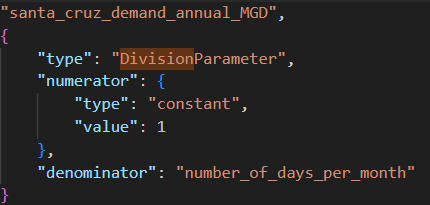 "santa_cruz_demand_annual_MGD",
{
"type": "DivisionParameter",
"numerator": {
"type": "constant",
"value": 1
},
"denominator": "number_of_days_per_month"
}